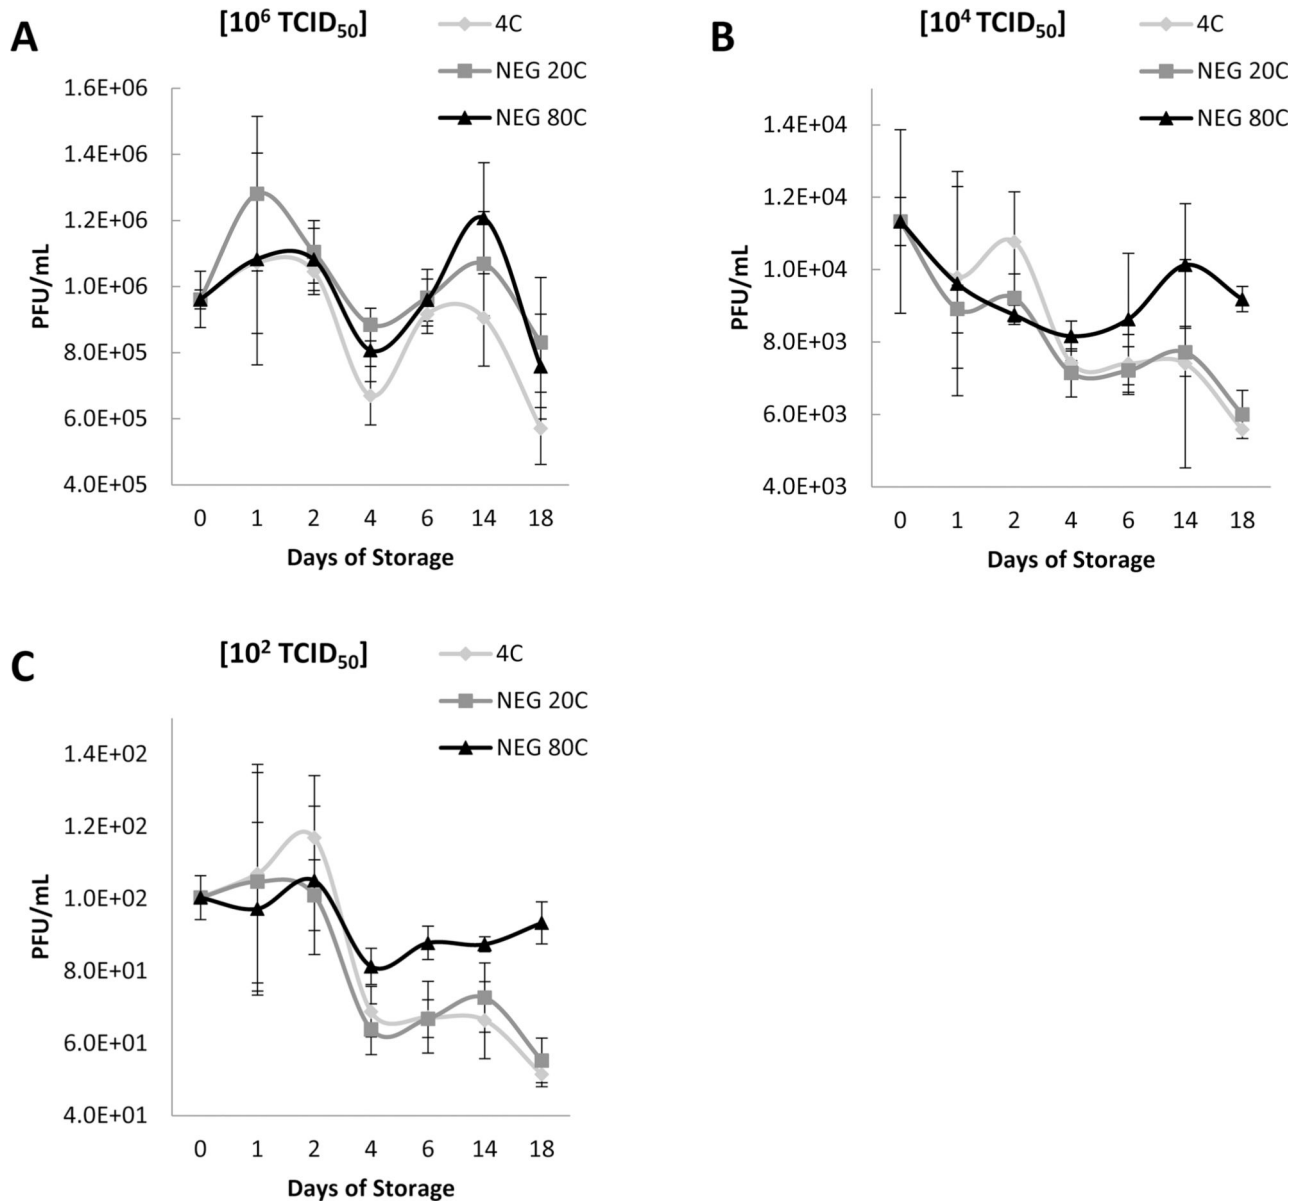 A
[10⁶ TCID₅₀]
4C
NEG 20C
NEG 80C
1.6E+06
1.4E+06
1.2E+06
1.0E+06
8.0E+05
6.0E+05
4.0E+05
PFU/mL
0 1 2 4 6 14 18
Days of Storage
B
[10⁴ TCID₅₀]
4C
NEG 20C
NEG 80C
1.4E+04
1.2E+04
1.0E+04
8.0E+03
6.0E+03
4.0E+03
PFU/mL
0 1 2 4 6 14 18
Days of Storage
C
[10² TCID₅₀]
4C
NEG 20C
NEG 80C
1.4E+02
1.2E+02
1.0E+02
8.0E+01
6.0E+01
4.0E+01
PFU/mL
0 1 2 4 6 14 18
Days of Storage